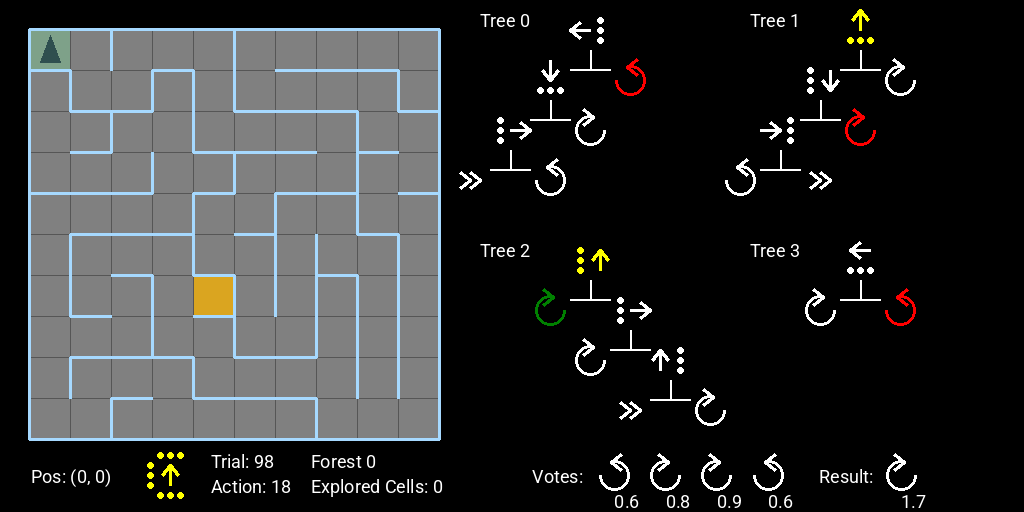 Tree 0
Tree 1
Tree 2
Tree 3
Pos: (0, 0)
Trial: 98
Forest 0
Action: 18
Explored Cells: 0
Votes:
0.6
0.8
0.9
0.6
Result:
1.7